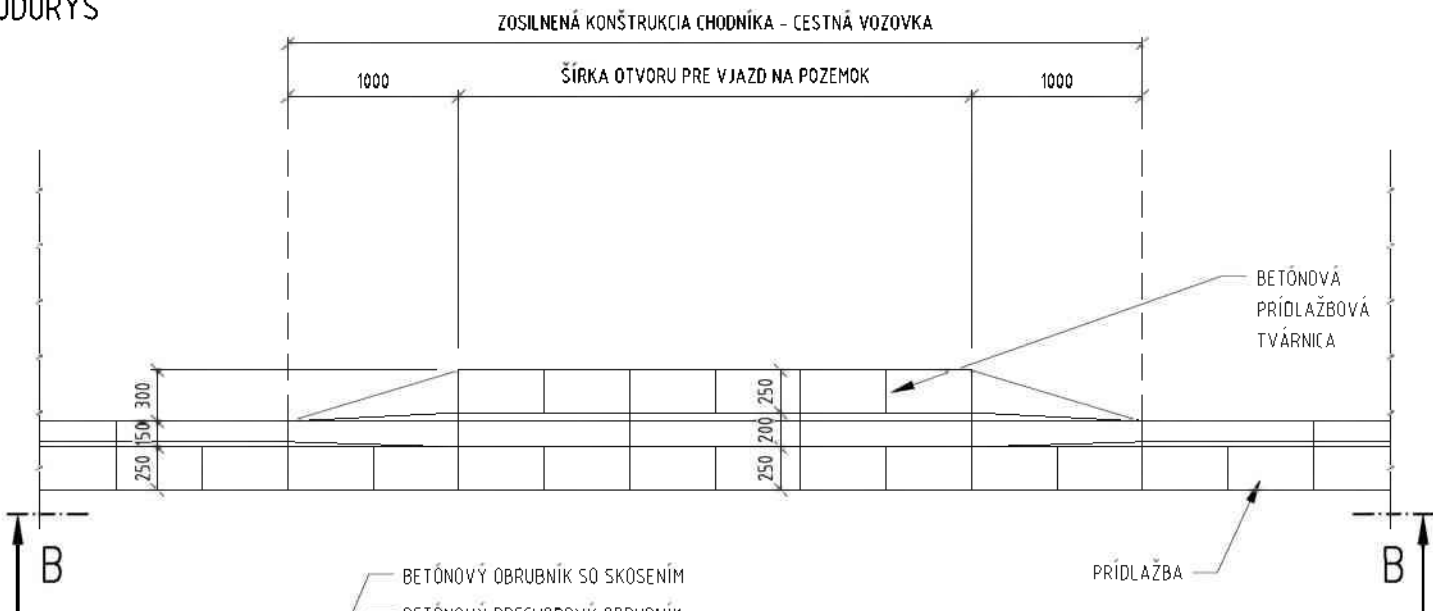 ZOSILNENÁ KONŠTRUKCIA CHODNÍKA - CESTNÁ VOZOVKA
1000
ŠÍRKA OTVORU PRE VJAZD NA POZEMOK
1000
BETÓNOVÁ
PRÍDLAŽBOVÁ
TVÁRNICA
300
150
250
250
200
250
B
B
BETÓNOVÝ OBRUBNÍK SO SKOSENÍM
PRÍDLAŽBA